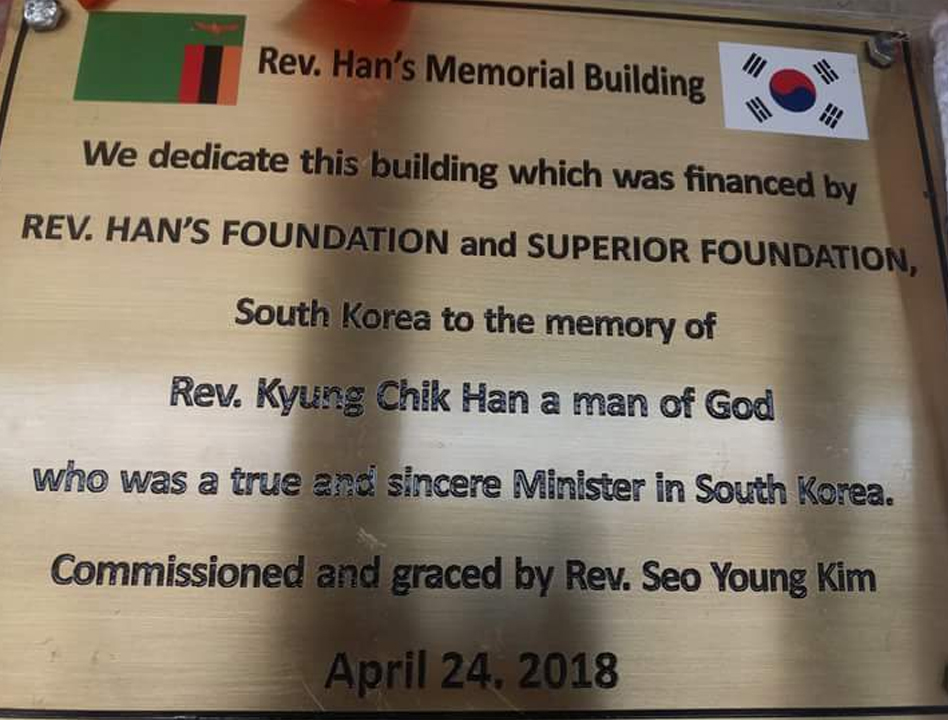 Rev. Han's Memorial Building
We dedicate this building which was financed by
REV. HAN'S FOUNDATION and SUPERIOR FOUNDATION,
South Korea to the memory of
Rev. Kyung Chik Han a man of God
who was a true and sincere Minister in South Korea.
Commissioned and graced by Rev. Seo Young Kim
April 24. 2018